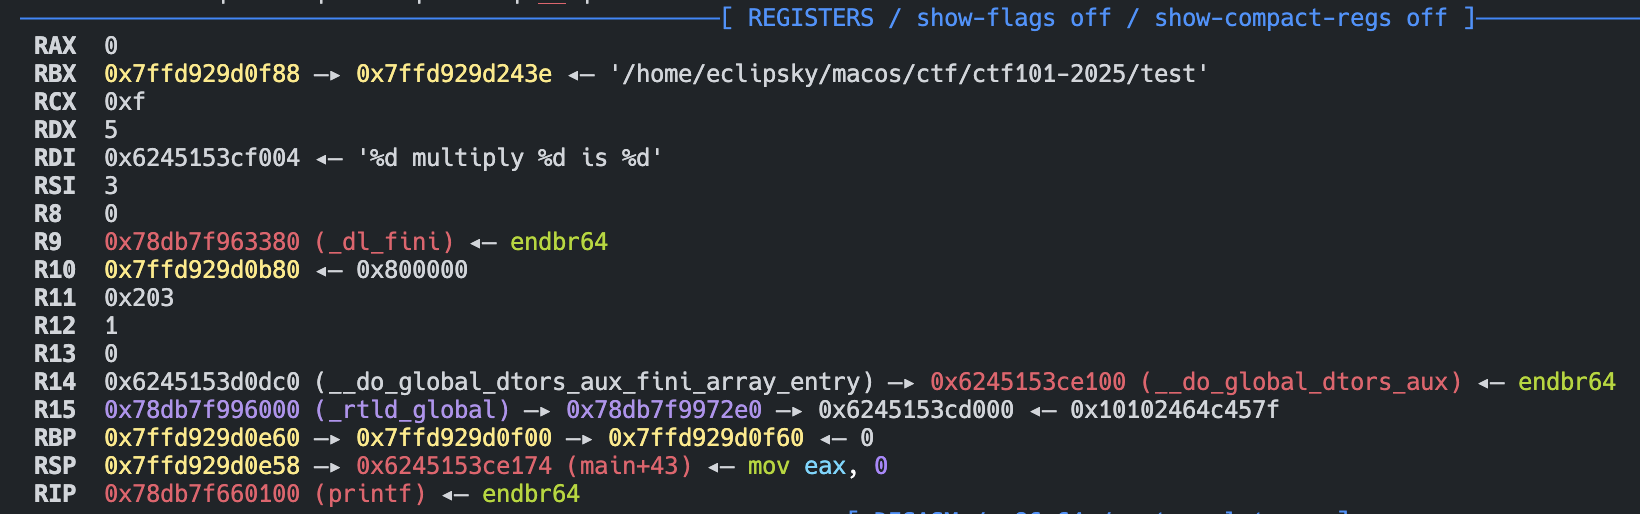 [ REGISTERS / show-flags off / show-compact-regs off ]
RAX 0
RBX 0x7ffd929d0f88 —▸ 0x7ffd929d243e ◂— '/home/eclipsky/macos/ctf/ctf101-2025/test'
RCX 0xf
RDX 5
RDI 0x6245153cf004 ◂— '%d multiply %d is %d'
RSI 3
R8 0
R9 0x78db7f963380 (_dl_fini) ◂— endbr64
R10 0x7ffd929d0b80 ◂— 0x800000
R11 0x203
R12 1
R13 0
R14 0x6245153d0dc0 (__do_global_dtors_aux_fini_array_entry) —▸ 0x6245153ce100 (__do_global_dtors_aux) ◂— endbr64
R15 0x78db7f996000 (_rtld_global) —▸ 0x78db7f9972e0 —▸ 0x6245153cd000 ◂— 0x10102464c457f
RBP 0x7ffd929d0e60 —▸ 0x7ffd929d0f00 —▸ 0x7ffd929d0f60 ◂— 0
RSP 0x7ffd929d0e58 —▸ 0x6245153ce174 (main+43) ◂— mov eax, 0
RIP 0x78db7f660100 (printf) ◂— endbr64